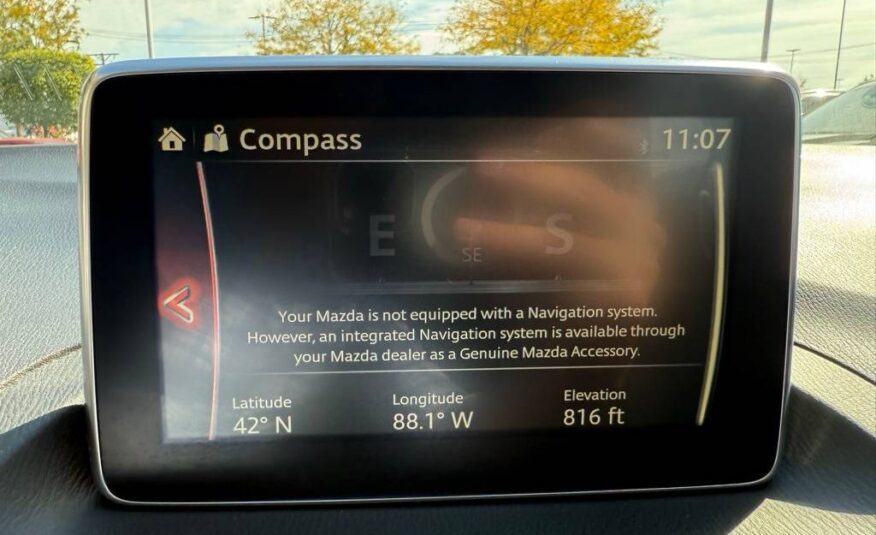 Compass 11:07
E S
SE
Your Mazda is not equipped with a Navigation system.
However, an integrated Navigation system is available through
your Mazda dealer as a Genuine Mazda Accessory.
Latitude Longitude Elevation
42° N 88.1° W 816 ft